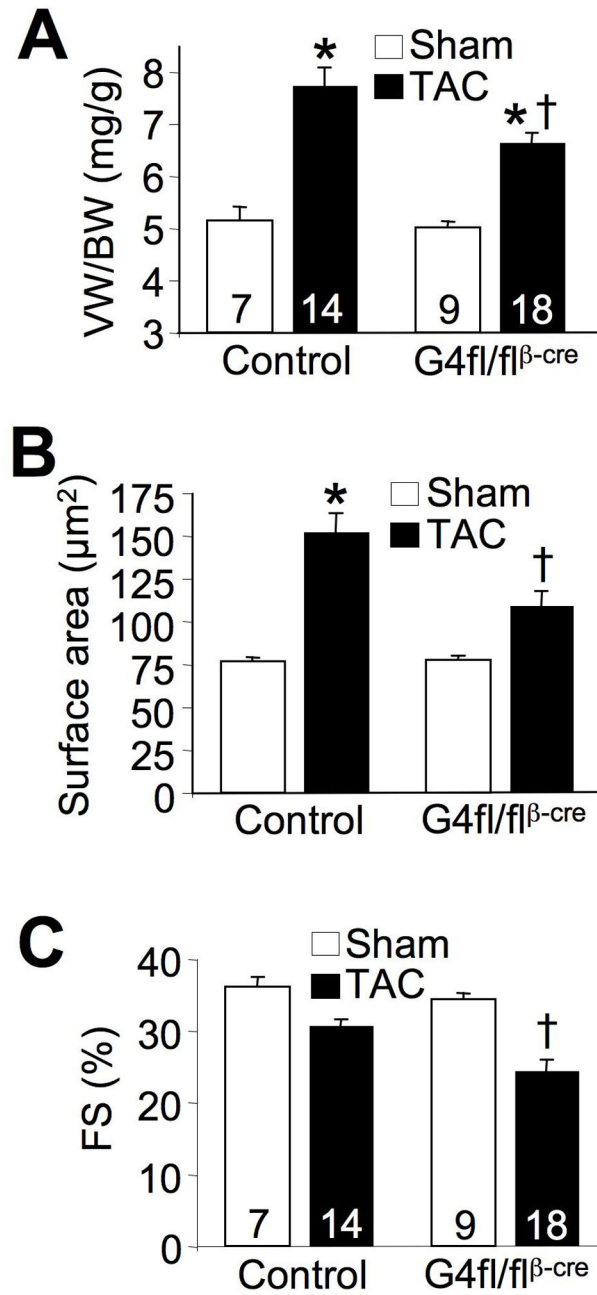 A
VW/BW (mg/g)
8
7
6
5
4
3
Sham
TAC
*
*†
7
14
9
18
Control
G4fl/flβ-cre
B
Surface area (µm²)
175
150
125
100
75
50
25
0
Sham
TAC
*
†
Control
G4fl/flβ-cre
C
FS (%)
40
30
20
10
0
Sham
TAC
†
7
14
9
18
Control
G4fl/flβ-cre